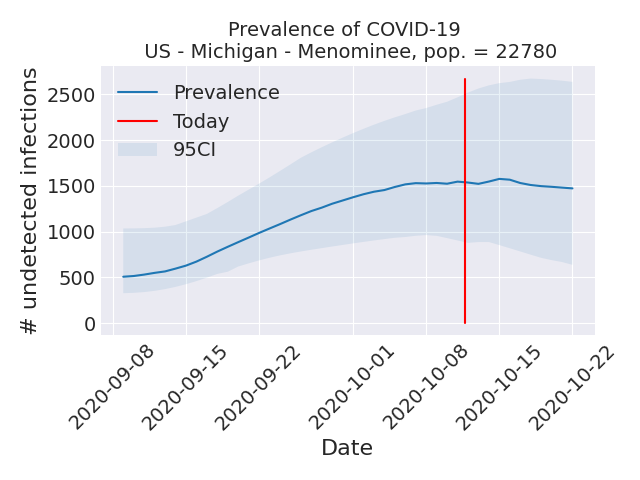 Prevalence of COVID-19
US - Michigan - Menominee, pop. = 22780
# undetected infections
2500
2000
1500
1000
500
0
Prevalence
Today
95CI
2020-09-08
2020-09-15
2020-09-22
2020-10-01
2020-10-08
2020-10-15
2020-10-22
Date